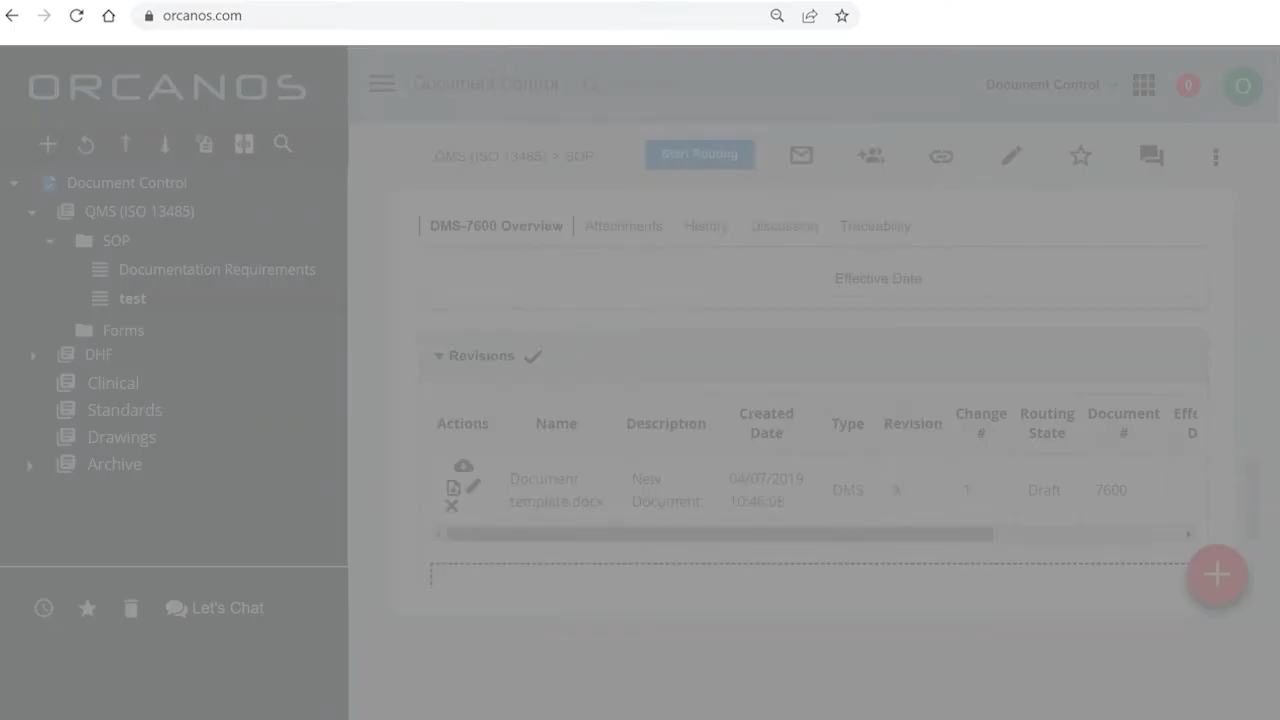 orcanos.com
ORCANOS
Document Control
Document Control
0
O
QMS (ISO 13485) > SOP
Start Routing
Document Control
QMS (ISO 13485)
SOP
Documentation Requirements
test
Forms
DHF
Clinical
Standards
Drawings
Archive
Let's Chat
DMS-7600 Overview
Attachments
History
Discussion
Traceability
Effective Date
Revisions
Actions
Name
Description
Created
Date
Type
Revision
Change
#
Routing
State
Document
#
Effe
D
Document
template.docx
New
Document
04/07/2019
10:46:08
DMS
1
Draft
7600